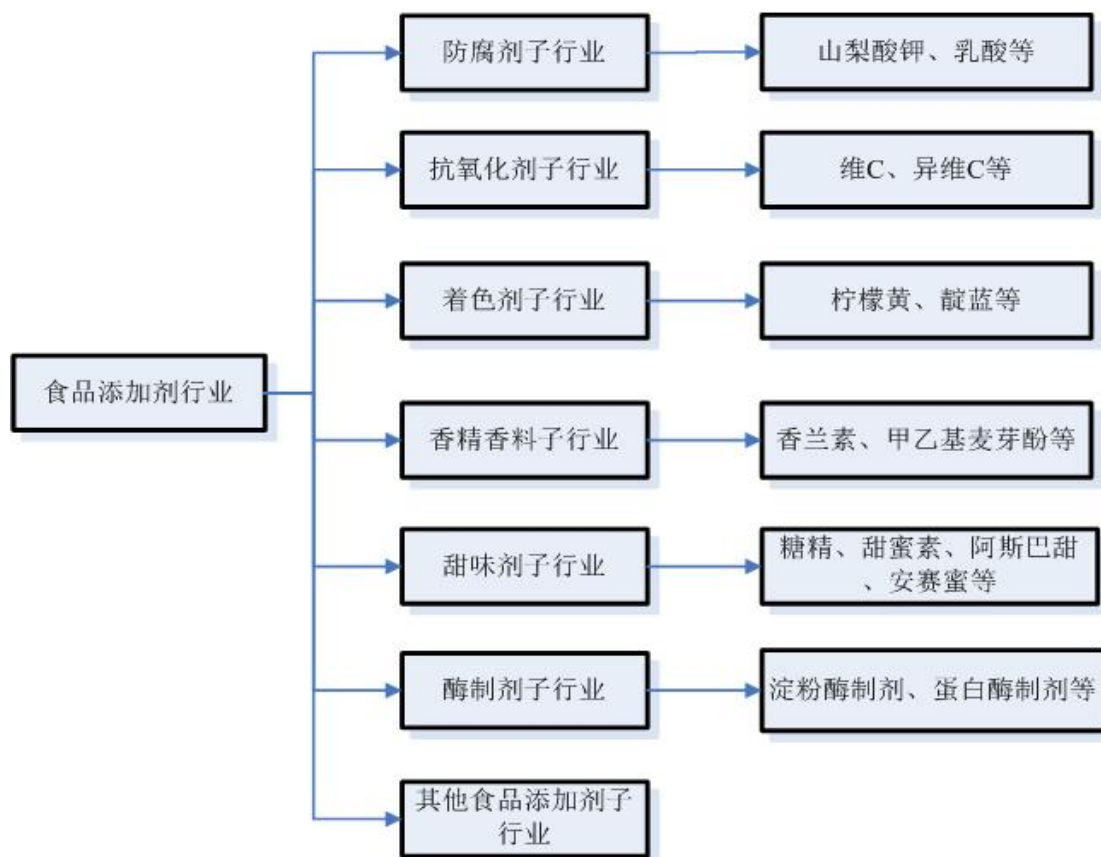 防腐剂子行业
山梨酸钾、乳酸等
抗氧化剂子行业
维C、异维C等
着色剂子行业
柠檬黄、靛蓝等
食品添加剂行业
香精香料子行业
香兰素、甲乙基麦芽酚等
甜味剂子行业
糖精、甜蜜素、阿斯巴甜
、安赛蜜等
酶制剂子行业
淀粉酶制剂、蛋白酶制剂等
其他食品添加剂子
行业